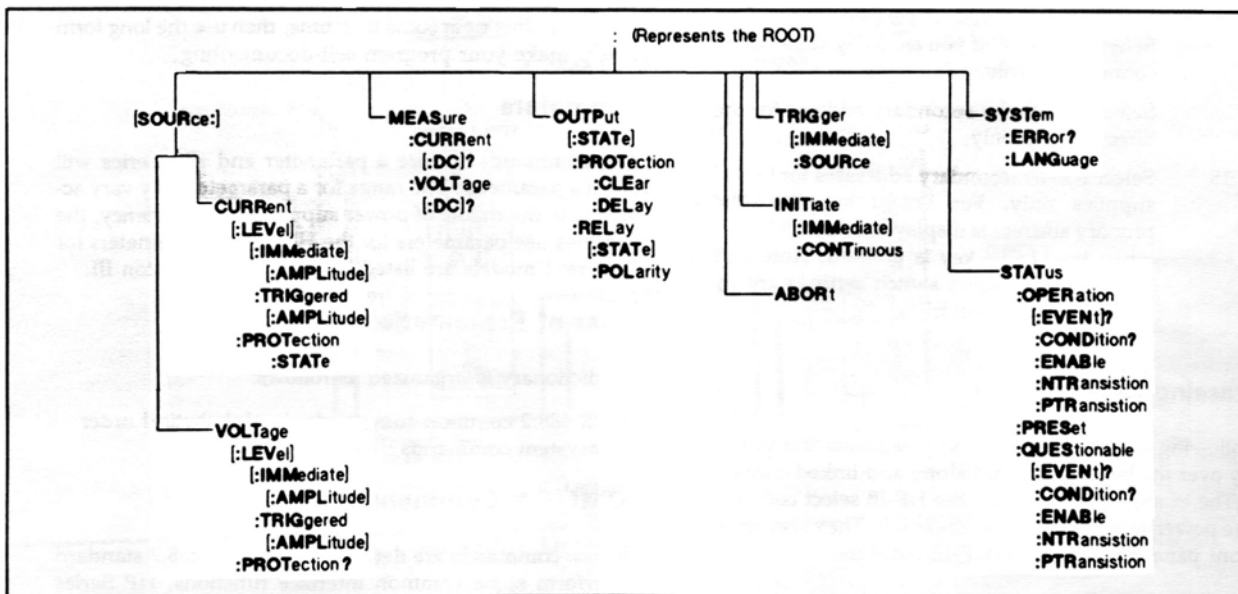 : (Represents the ROOT)
[SOURce:]
CURRent
[:LEVel]
[:IMMediate]
[:AMPLitude]
:TRIGgered
[:AMPLitude]
:PROTection
:STATe
VOLTage
[:LEVel]
[:IMMediate]
[:AMPLitude]
:TRIGgered
[:AMPLitude]
:PROTection?
MEASure
:CURRent
[:DC]?
:VOLTage
[:DC]?
OUTPut
[:STATe]
:PROTection
:CLEar
:DELay
:RELay
[:STATe]
:POLarity
TRIGger
[:IMMediate]
:SOURce
INITiate
[:IMMediate]
:CONTinuous
ABORt
SYSTem
:ERRor?
:LANGuage
STATus
:OPERation
[:EVENt]?
:CONDition?
:ENABle
:NTRansistion
:PTRansistion
:PRESet
:QUEStionable
[:EVENt]?
:CONDition?
:ENABle
:NTRansistion
:PTRansistion